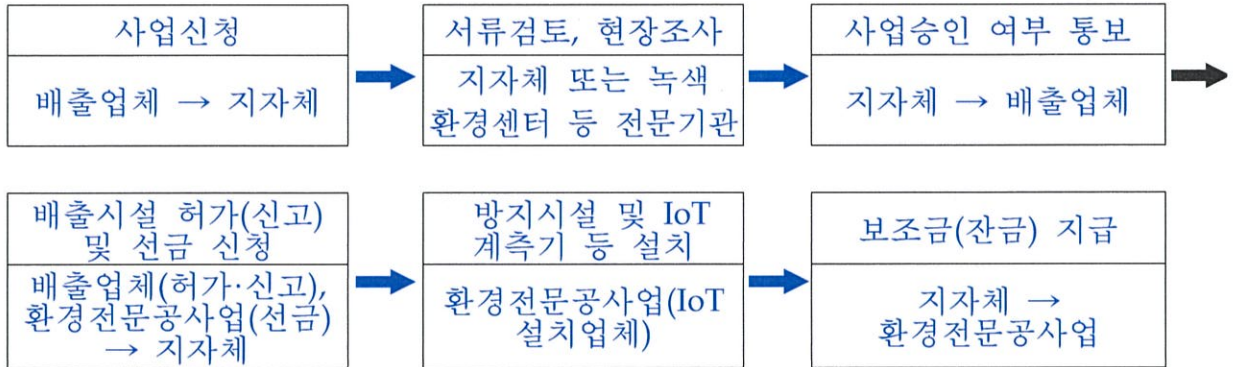 사업신청
배출업체 → 지자체
서류검토, 현장조사
지자체 또는 녹색
환경센터 등 전문기관
사업승인 여부 통보
지자체 → 배출업체
배출시설 허가(신고)
및 선금 신청
배출업체(허가·신고),
환경전문공사업(선금)
→ 지자체
방지시설 및 IoT
계측기 등 설치
환경전문공사업(IoT
설치업체)
보조금(잔금) 지급
지자체 →
환경전문공사업